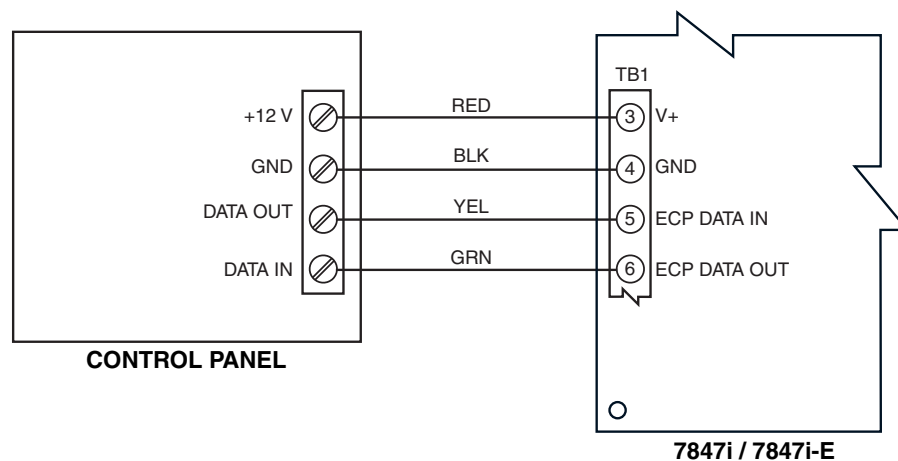 TB1
+12 V RED 3 V+
GND BLK 4 GND
DATA OUT YEL 5 ECP DATA IN
DATA IN GRN 6 ECP DATA OUT
CONTROL PANEL
7847i / 7847i-E